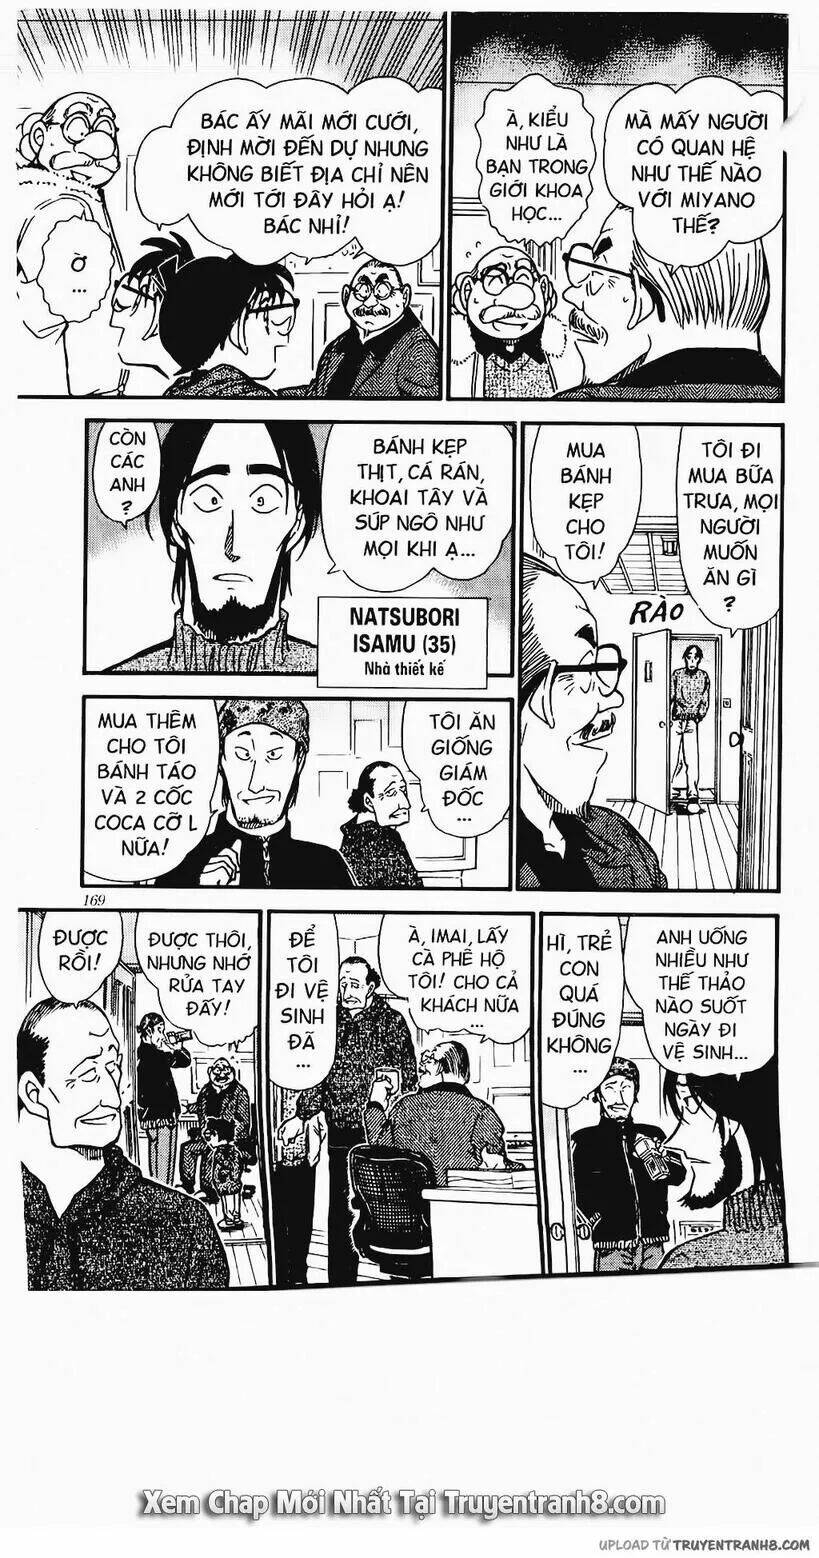 MÀ MẤY NGƯỜI
CÓ QUAN HỆ
NHƯ THẾ NÀO
VỚI MIYANO
THẾ?
À, KIỂU
NHƯ LÀ
BẠN TRONG
GIỚI KHOA
HỌC...
BÁC ẤY MÃI MỚI CƯỚI,
ĐỊNH MỜI ĐẾN DỰ NHƯNG
KHÔNG BIẾT ĐỊA CHỈ NÊN
MỚI TỚI ĐÂY HỎI Ạ!
BÁC NHỈ!
Ờ
...
TÔI ĐI
MUA BỮA
TRƯA, MỌI
NGƯỜI
MUỐN
ĂN GÌ
?
MUA
BÁNH
KẸP
CHO
TÔI!
RÀO
BÁNH KẸP
THỊT, CÁ RÁN,
KHOAI TÂY VÀ
SÚP NGÔ NHƯ
MỌI KHI Ạ...
CÒN
CÁC
ANH
?
NATSUBORI
ISAMU (35)
Nhà thiết kế
TÔI ĂN
GIỐNG
GIÁM
ĐỐC
...
MUA THÊM
CHO TÔI
BÁNH TÁO
VÀ 2 CỐC
COCA CỠ L
NỮA!
169
ANH UỐNG
NHIỀU NHƯ
THẾ THẢO
NÀO SUỐT
NGÀY ĐI
VỆ SINH...
HÌ, TRẺ
CON
QUÁ
ĐÚNG
KHÔNG
...
À, IMAI, LẤY
CÀ PHÊ HỘ
TÔI! CHO CẢ
KHÁCH NỮA
...
ĐỂ
TÔI
ĐI VỆ
SINH
ĐÃ
...
ĐƯỢC THÔI,
NHƯNG NHỚ
RỬA TAY
ĐẤY!
ĐƯỢC
RỒI!
Xem Chap Mới Nhất Tại Truyentranh8.com
UPLOAD TỪ TRUYENTRANH8.COM